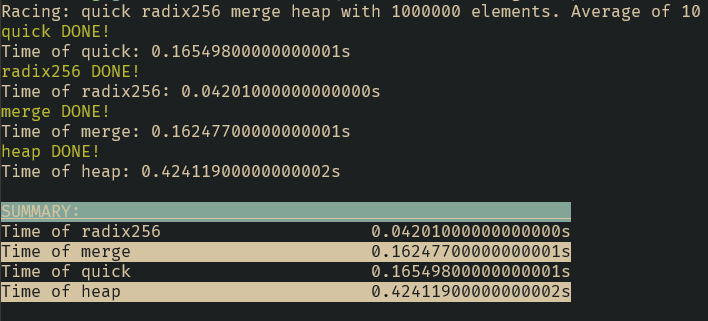 Racing: quick radix256 merge heap with 1000000 elements. Average of 10
quick DONE!
Time of quick: 0.16549800000000001s
radix256 DONE!
Time of radix256: 0.04201000000000000s
merge DONE!
Time of merge: 0.16247700000000001s
heap DONE!
Time of heap: 0.42411900000000002s
SUMMARY:
Time of radix256 0.04201000000000000s
Time of merge 0.16247700000000001s
Time of quick 0.16549800000000001s
Time of heap 0.42411900000000002s